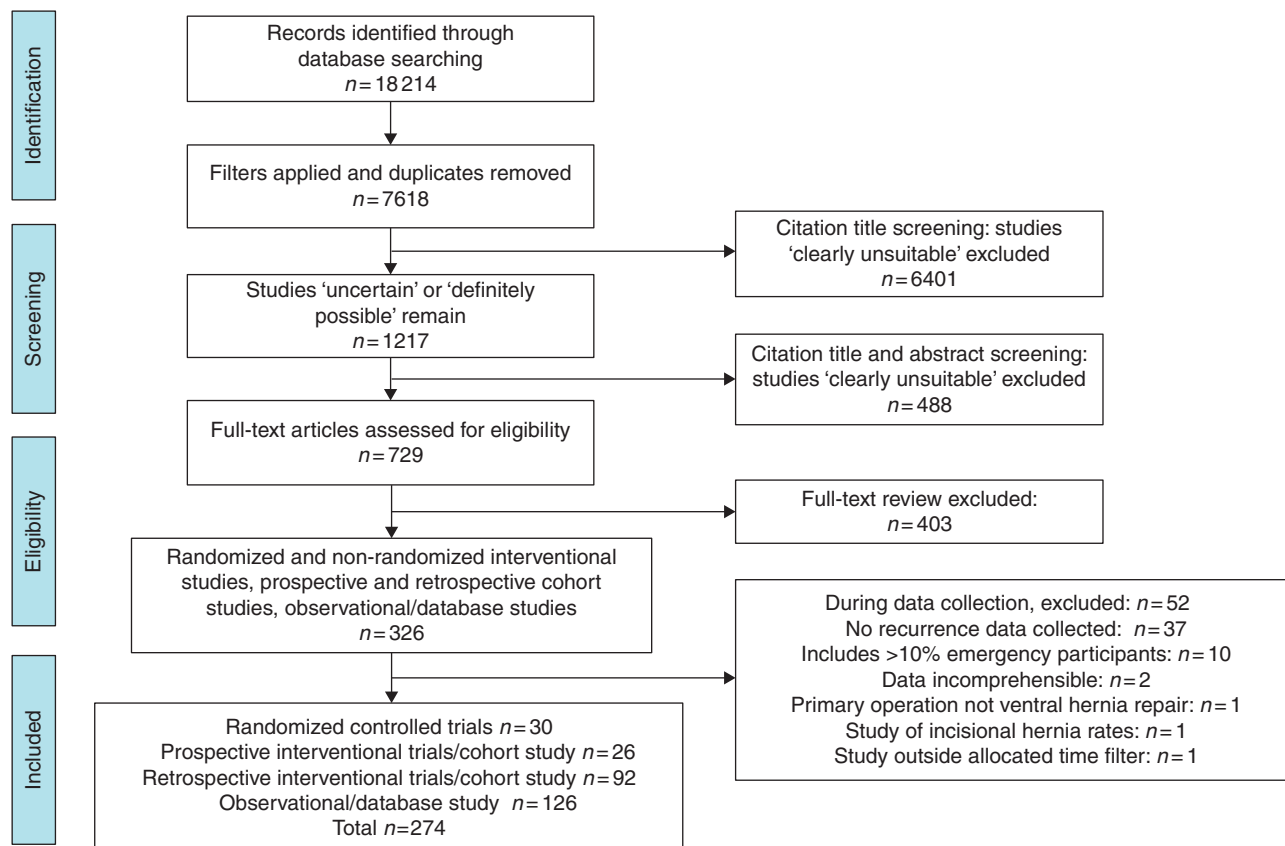 Identification
Records identified through
database searching
n = 18 214
Filters applied and duplicates removed
n = 7618
Screening
Citation title screening: studies
‘clearly unsuitable’ excluded
n = 6401
Studies ‘uncertain’ or ‘definitely
possible’ remain
n = 1217
Citation title and abstract screening:
studies ‘clearly unsuitable’ excluded
n = 488
Full-text articles assessed for eligibility
n = 729
Eligibility
Full-text review excluded:
n = 403
Randomized and non-randomized interventional
studies, prospective and retrospective cohort
studies, observational/database studies
n = 326
During data collection, excluded: n = 52
No recurrence data collected: n = 37
Includes >10% emergency participants: n = 10
Data incomprehensible: n = 2
Primary operation not ventral hernia repair: n = 1
Study of incisional hernia rates: n = 1
Study outside allocated time filter: n = 1
Included
Randomized controlled trials n = 30
Prospective interventional trials/cohort study n = 26
Retrospective interventional trials/cohort study n = 92
Observational/database study n = 126
Total n = 274